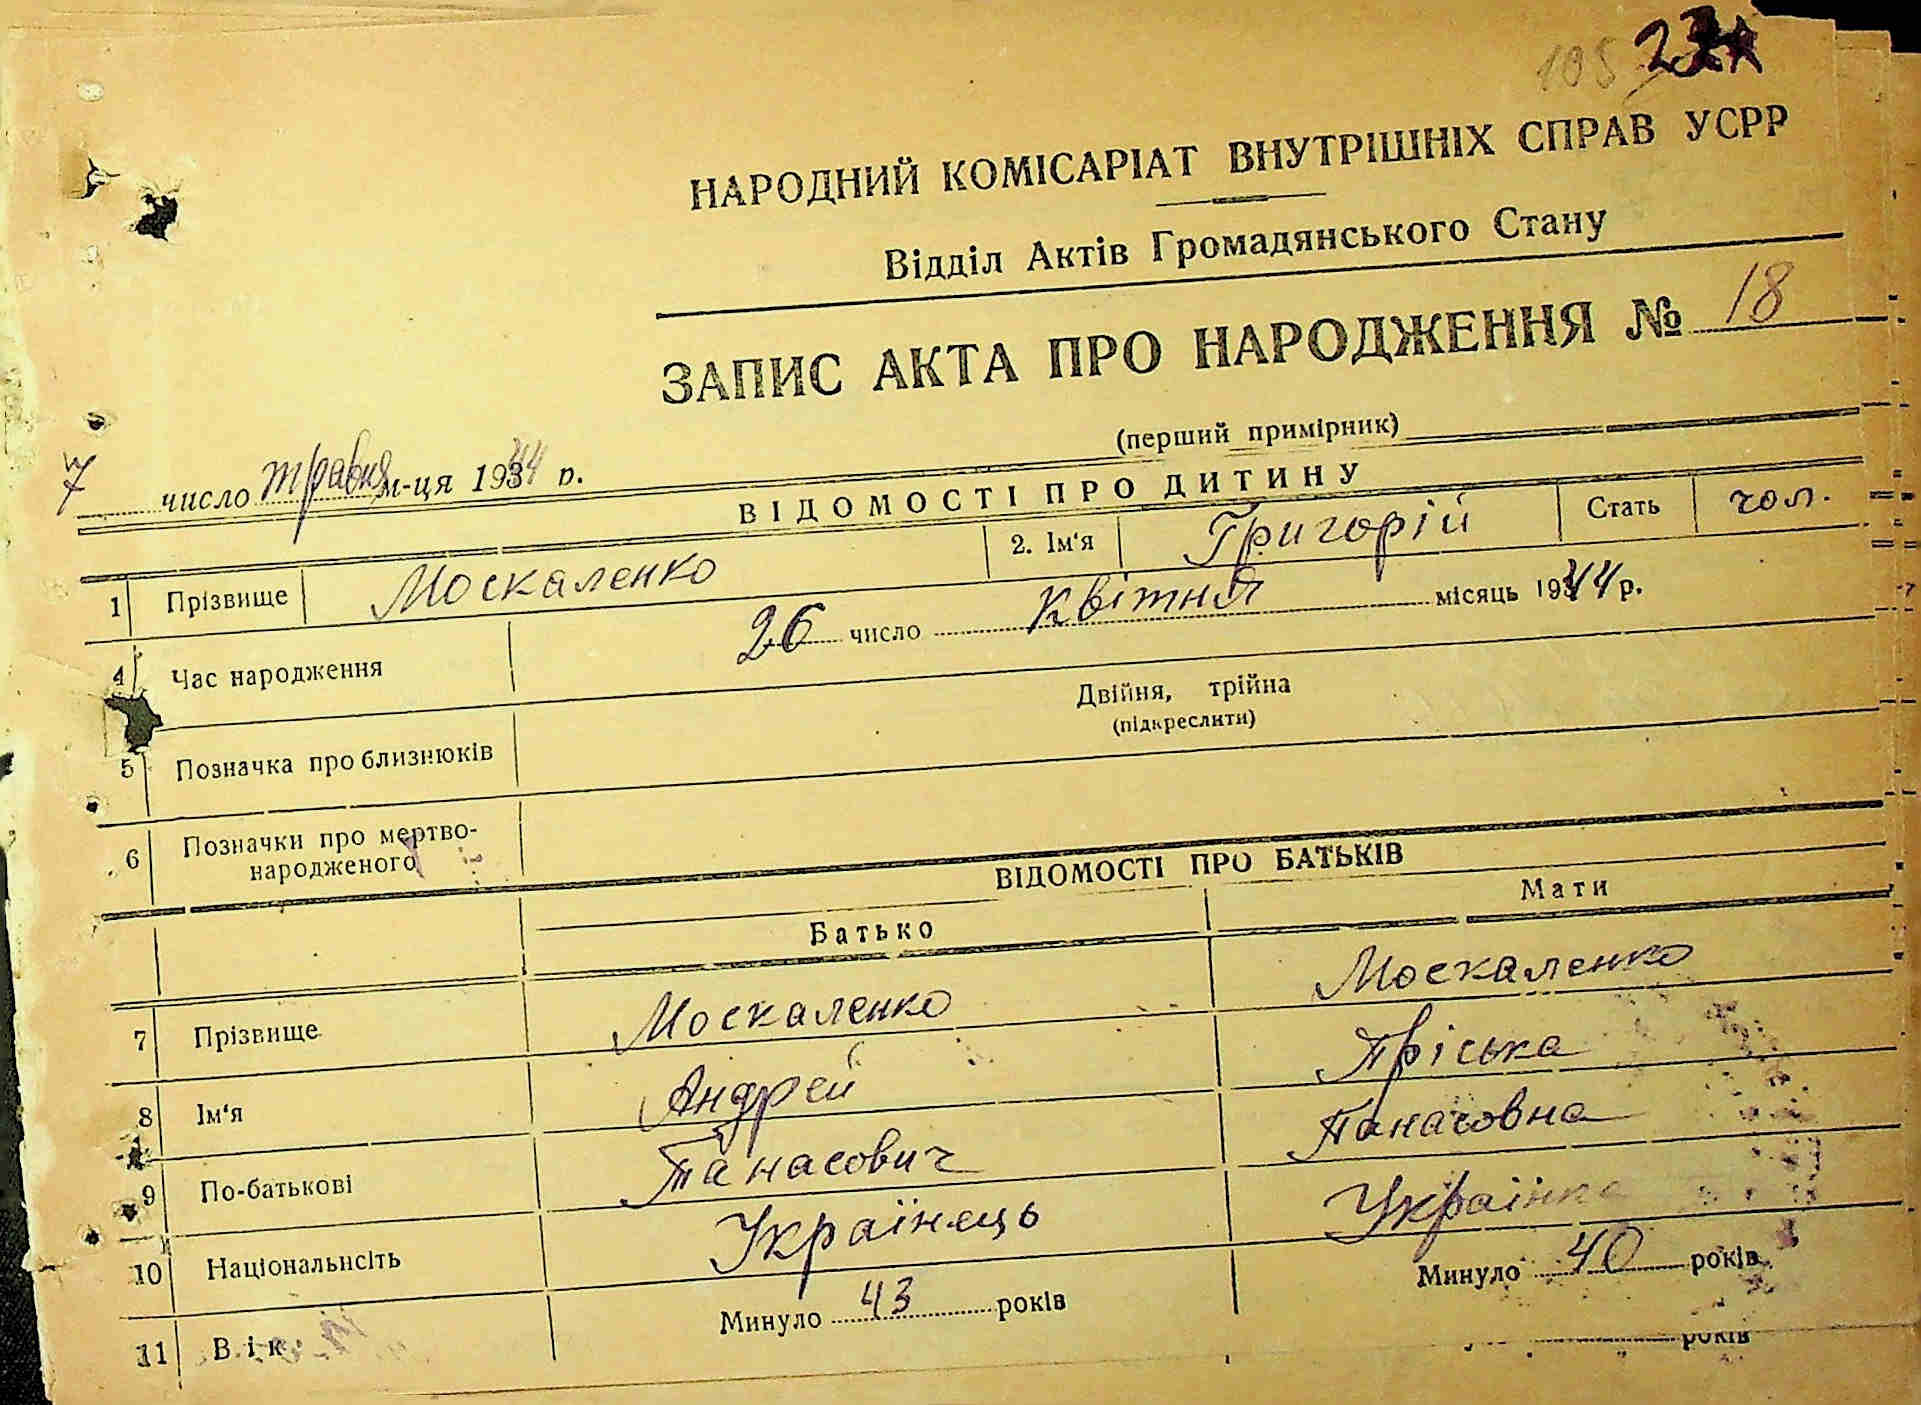 105
НАРОДНИЙ КОМІСАРІАТ ВНУТРІШНІХ СПРАВ УСРР
Відділ Актів Громадянського Стану
ЗАПИС АКТА ПРО НАРОДЖЕННЯ № 18
(перший примірник)
7 число травня м-ця 1944 р.
ВІДОМОСТІ ПРО ДИТИНУ
1 Прізвище Москаленко 2. Ім'я Григорій Стать чол.
4 Час народження 26 число квітня місяць 1944 р.
5 Позначка про близнюків Двійня, трійна
(підкреслити)
6 Позначки про мертво-
народженого
ВІДОМОСТІ ПРО БАТЬКІВ
Батько Мати
7 Прізвище Москаленко Москаленко
8 Ім'я Андрей Пріська
9 По-батькові Панасович Панасовна
10 Національнсіть Українець Українка
11 Вік Минуло 43 років Минуло 40 років
років